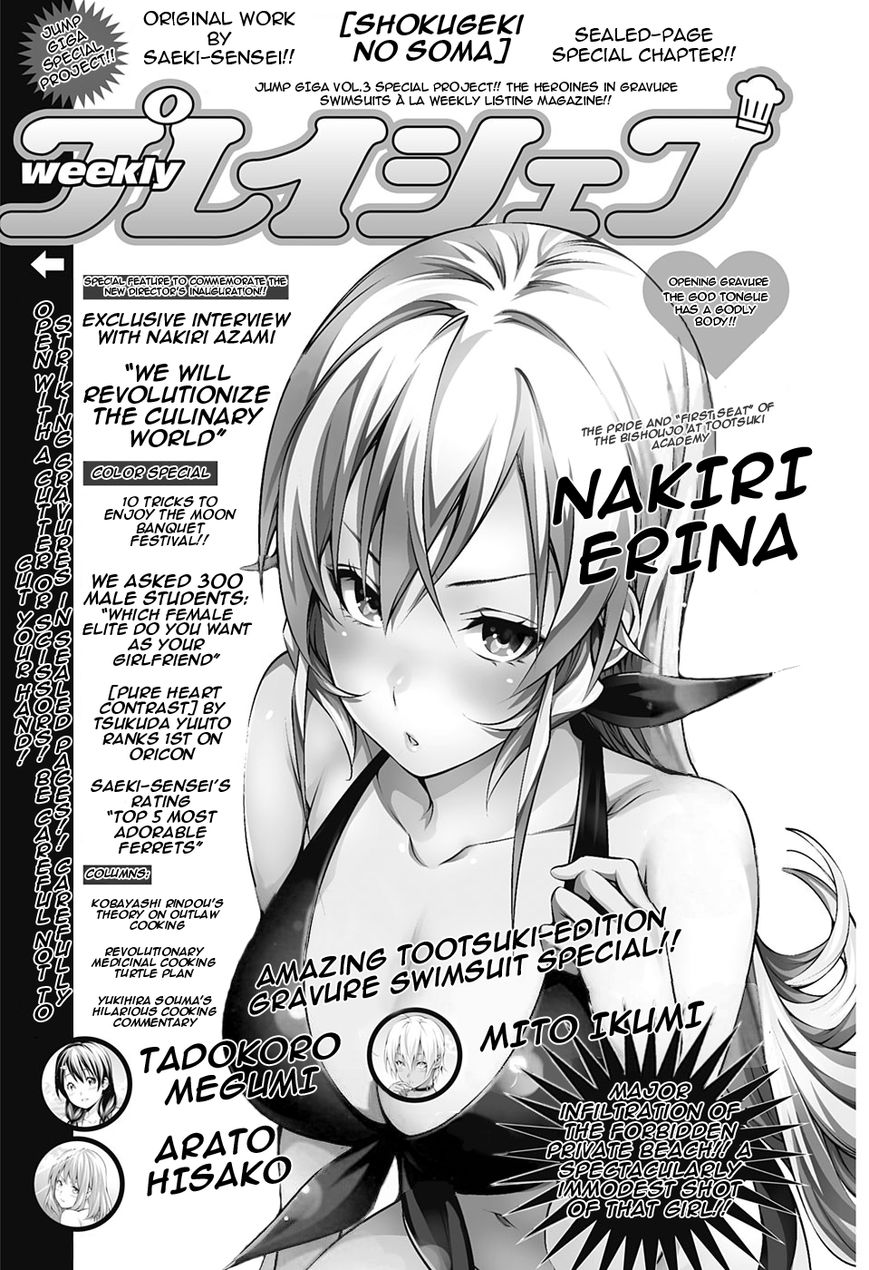 JUMP
GIGA
SPECIAL
PROJECT!!
ORIGINAL WORK
BY
SAEKI-SENSEI!!
[SHOKUGEKI
NO SOMA]
SEALED-PAGE
SPECIAL CHAPTER!!
JUMP GIGA VOL.3 SPECIAL PROJECT!! THE HEROINES IN GRAVURE
SWIMSUITS À LA WEEKLY LISTING MAGAZINE!!
weekly
プレイシェフ
STRIKING GRAVURES IN SEALED PAGES!! CAREFULLY
OPEN WITH A CUTTER OR SCISSORS! BE CAREFUL NOT TO
CUT YOUR HAND!
SPECIAL FEATURE TO COMMEMORATE THE
NEW DIRECTOR'S INAUGURATION!!
EXCLUSIVE INTERVIEW
WITH NAKIRI AZAMI
"WE WILL
REVOLUTIONIZE
THE CULINARY
WORLD"
COLOR SPECIAL
10 TRICKS TO
ENJOY THE MOON
BANQUET
FESTIVAL!!
WE ASKED 300
MALE STUDENTS:
"WHICH FEMALE
ELITE DO YOU WANT
AS YOUR
GIRLFRIEND"
[PURE HEART
CONTRAST] BY
TSUKUDA YUUTO
RANKS 1ST ON
ORICON
SAEKI-SENSEI'S
RATING
"TOP 5 MOST
ADORABLE
FERRETS"
COLUMNS:
KOBAYASHI RINDOU'S
THEORY ON OUTLAW
COOKING
REVOLUTIONARY
MEDICINAL COOKING
TURTLE PLAN
YUKIHIRA SOUMA'S
HILARIOUS COOKING
COMMENTARY
OPENING GRAVURE
THE GOD TONGUE
HAS A GODLY
BODY!!
THE PRIDE AND "FIRST SEAT" OF
THE BISHOUJO AT TOOTSUKI
ACADEMY
NAKIRI
ERINA
AMAZING TOOTSUKI-EDITION
GRAVURE SWIMSUIT SPECIAL!!
TADOKORO
MEGUMI
MITO IKUMI
ARATO
HISAKO
MAJOR
INFILTRATION OF
THE FORBIDDEN
PRIVATE BEACH!! A
SPECTACULARLY
IMMODEST SHOT
OF THAT GIRL!!